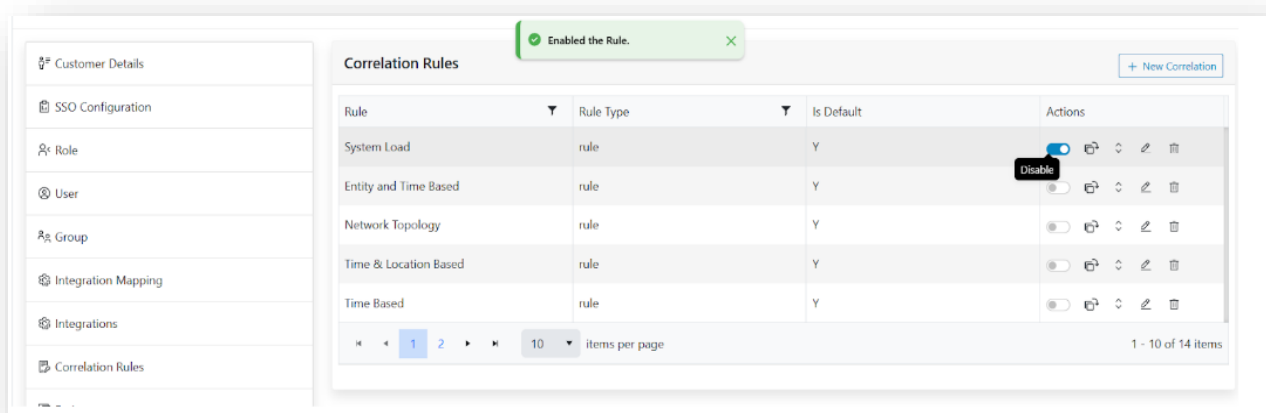 Enabled the Rule.
Customer Details
SSO Configuration
Role
User
Group
Integration Mapping
Integrations
Correlation Rules
Correlation Rules
+ New Correlation
Rule Rule Type Is Default Actions
System Load rule Y
Disable
Entity and Time Based rule Y
Network Topology rule Y
Time & Location Based rule Y
Time Based rule Y
1 2 10 items per page 1 - 10 of 14 items